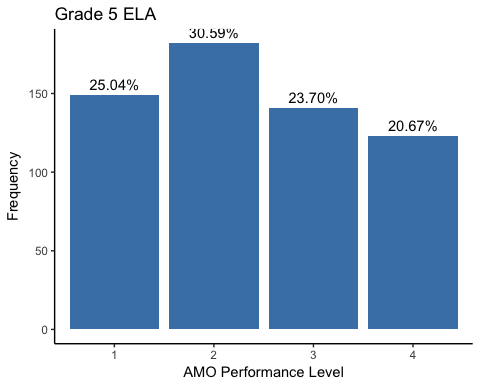 Grade 5 ELA
30.59%
25.04%
23.70%
20.67%
150
100
50
0
Frequency
1 2 3 4
AMO Performance Level